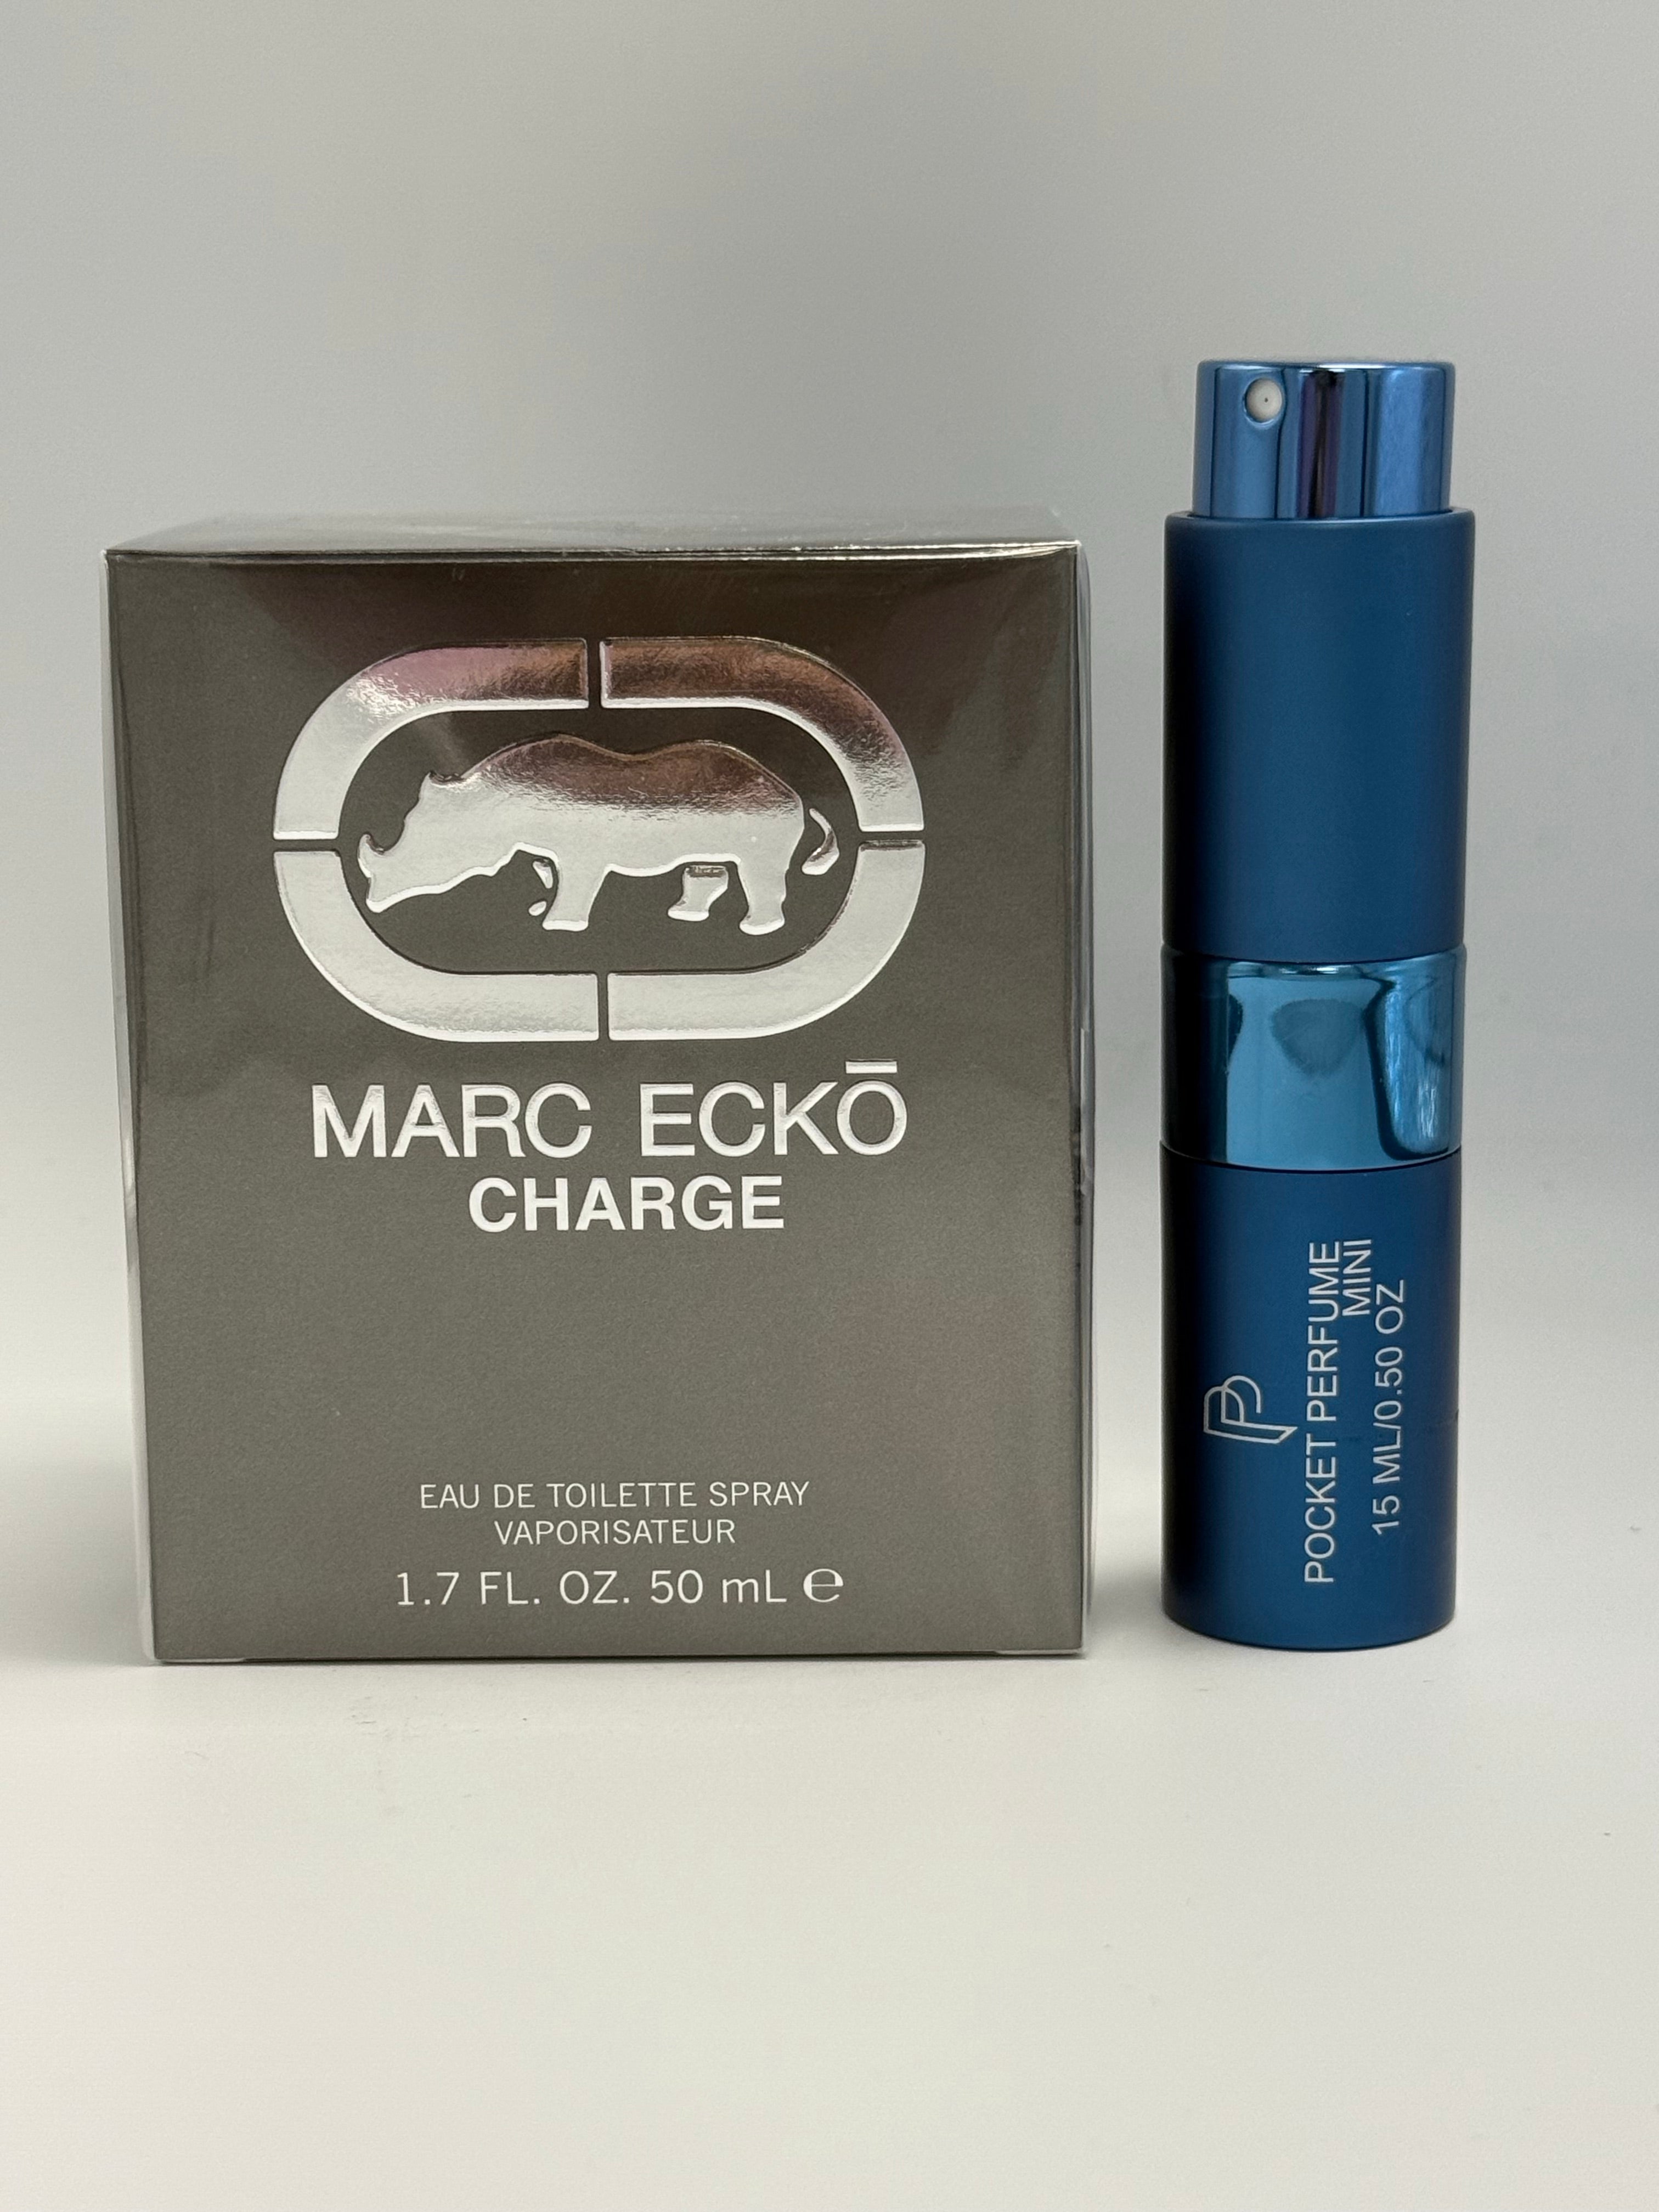 MARC ECKŌ
CHARGE
EAU DE TOILETTE SPRAY
VAPORISATEUR
1.7 FL. OZ. 50 mL ℮
POCKET PERFUME
MINI
15 ML/0.50 OZ